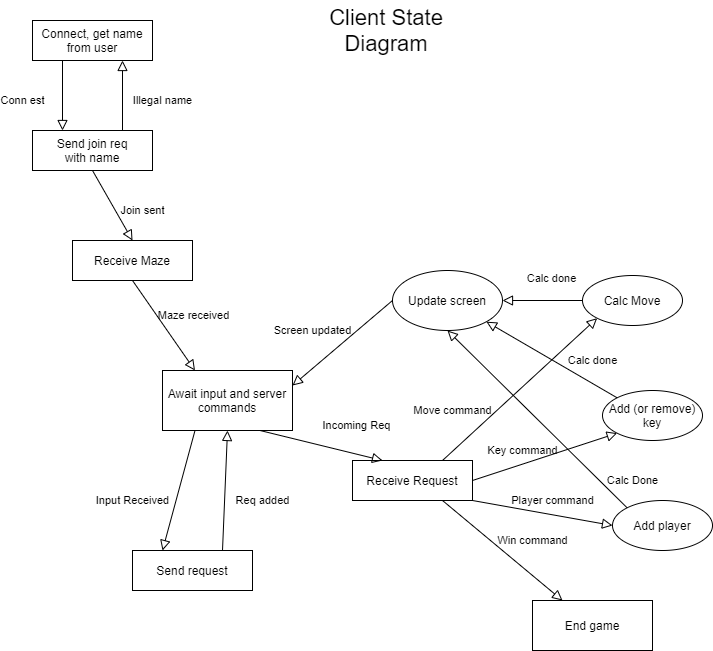 Client State
Diagram
Connect, get name
from user
Conn est
Illegal name
Send join req
with name
Join sent
Receive Maze
Maze received
Update screen
Calc done
Calc Move
Screen updated
Calc done
Await input and server
commands
Add (or remove)
key
Move command
Incoming Req
Key command
Receive Request
Calc Done
Input Received
Req added
Player command
Add player
Win command
Send request
End game